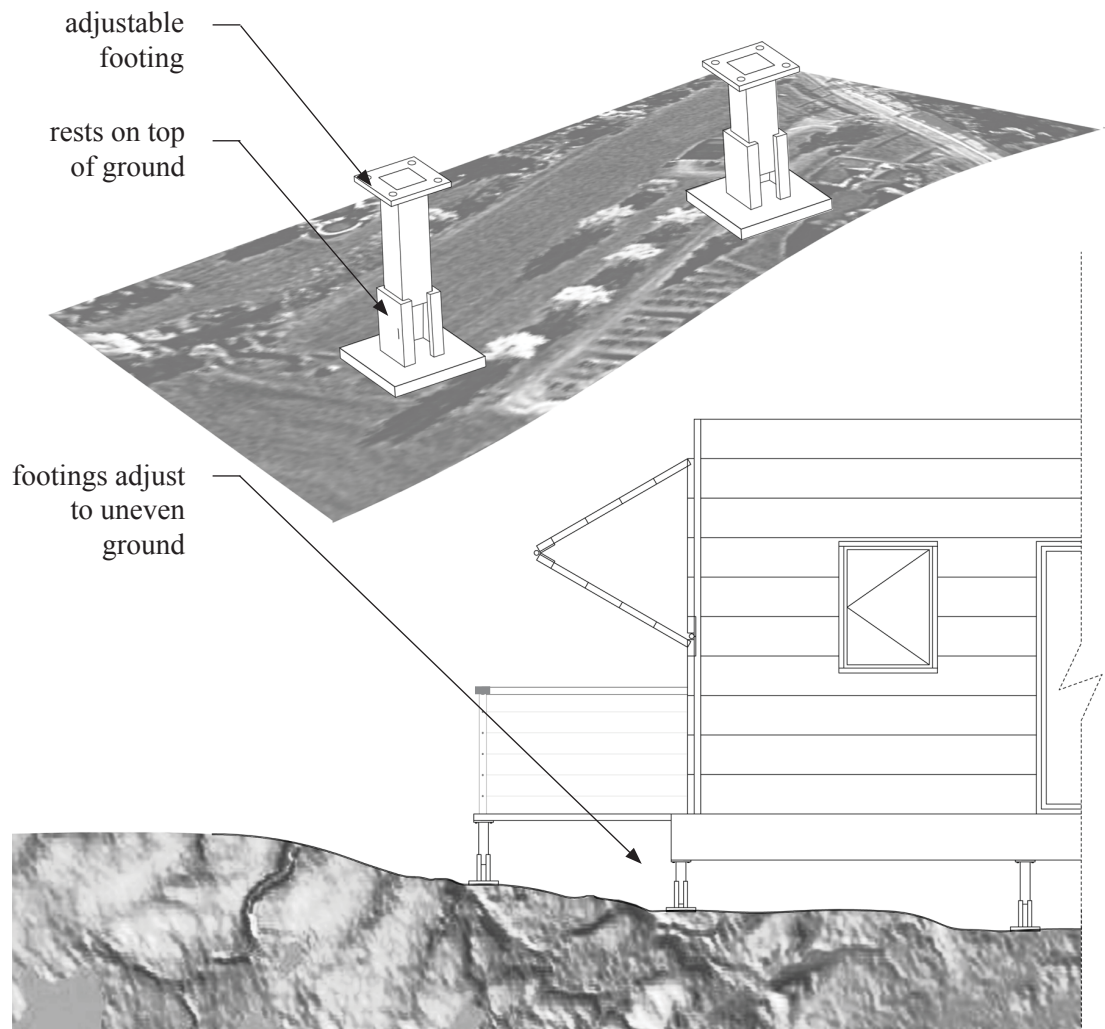 adjustable
footing
rests on top
of ground
footings adjust
to uneven
ground